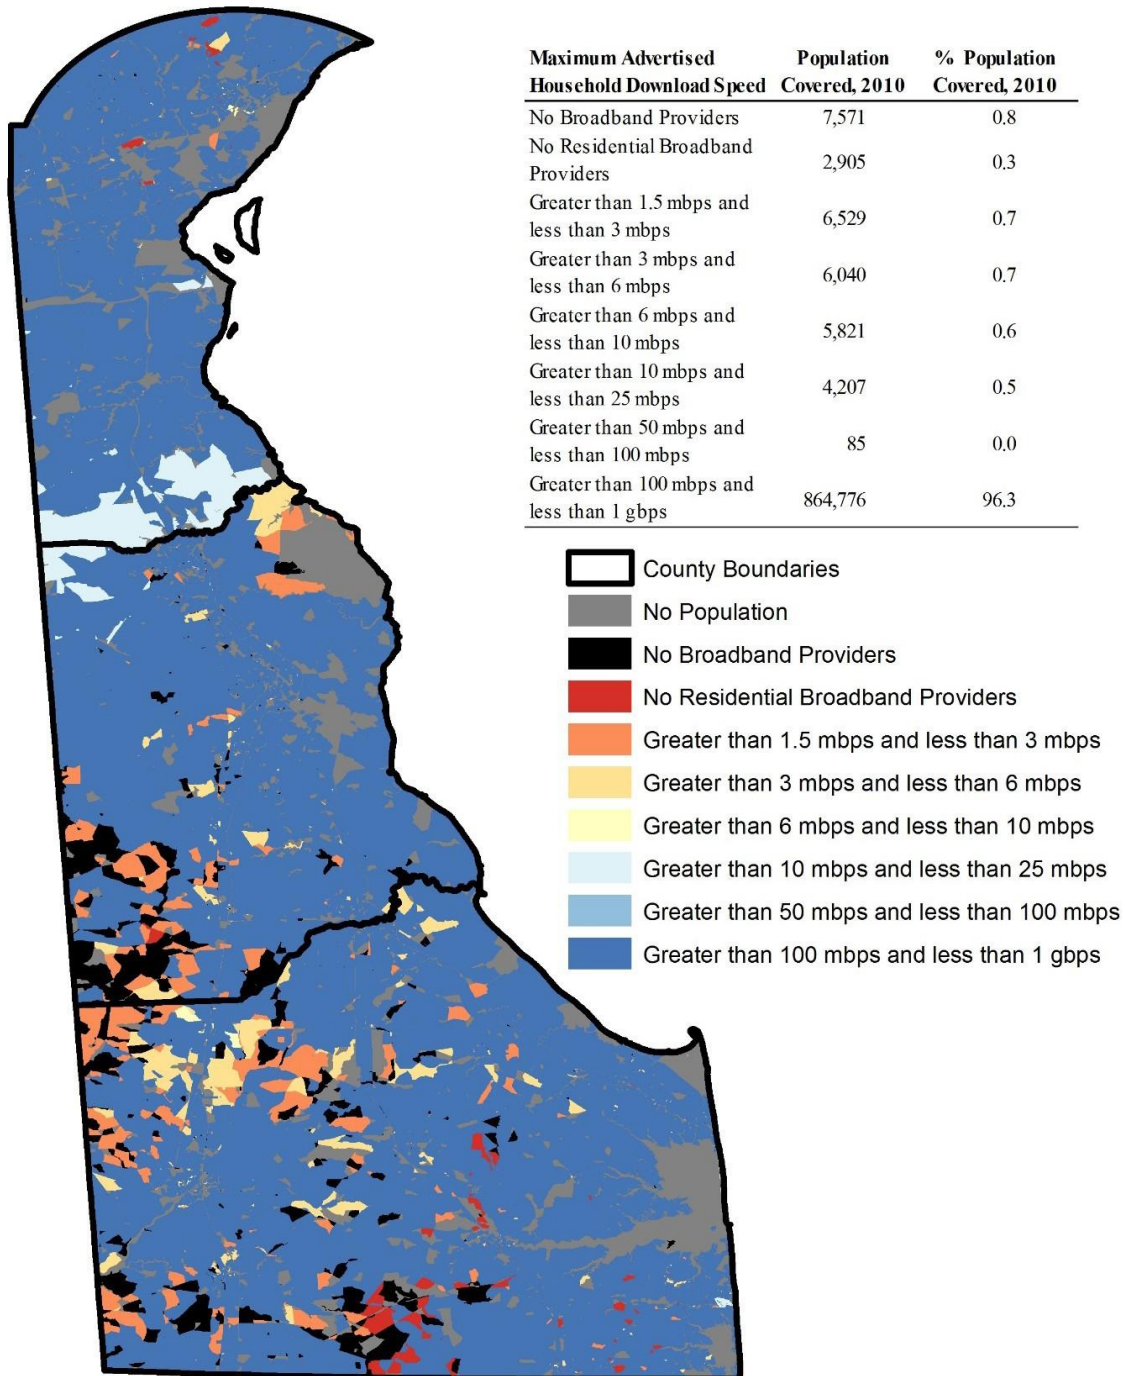 Maximum Advertised Population % Population
Household Download Speed Covered, 2010 Covered, 2010
No Broadband Providers 7,571 0.8
No Residential Broadband
Providers 2,905 0.3
Greater than 1.5 mbps and
less than 3 mbps 6,529 0.7
Greater than 3 mbps and
less than 6 mbps 6,040 0.7
Greater than 6 mbps and
less than 10 mbps 5,821 0.6
Greater than 10 mbps and
less than 25 mbps 4,207 0.5
Greater than 50 mbps and
less than 100 mbps 85 0.0
Greater than 100 mbps and
less than 1 gbps 864,776 96.3
County Boundaries
No Population
No Broadband Providers
No Residential Broadband Providers
Greater than 1.5 mbps and less than 3 mbps
Greater than 3 mbps and less than 6 mbps
Greater than 6 mbps and less than 10 mbps
Greater than 10 mbps and less than 25 mbps
Greater than 50 mbps and less than 100 mbps
Greater than 100 mbps and less than 1 gbps